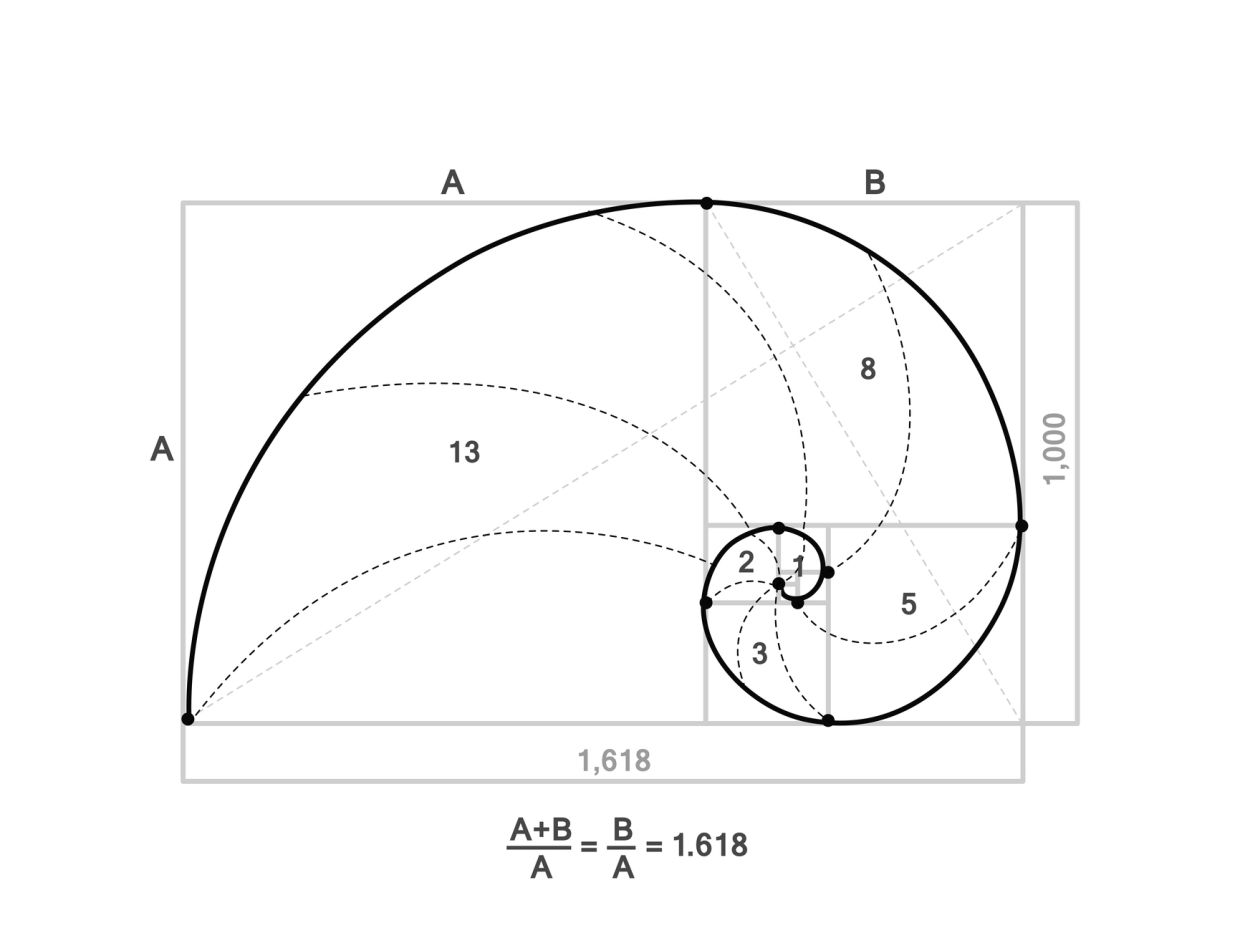 A B
8
1,000
13
A
2 1
5
3
1,618
A+B/A = B/A = 1.618